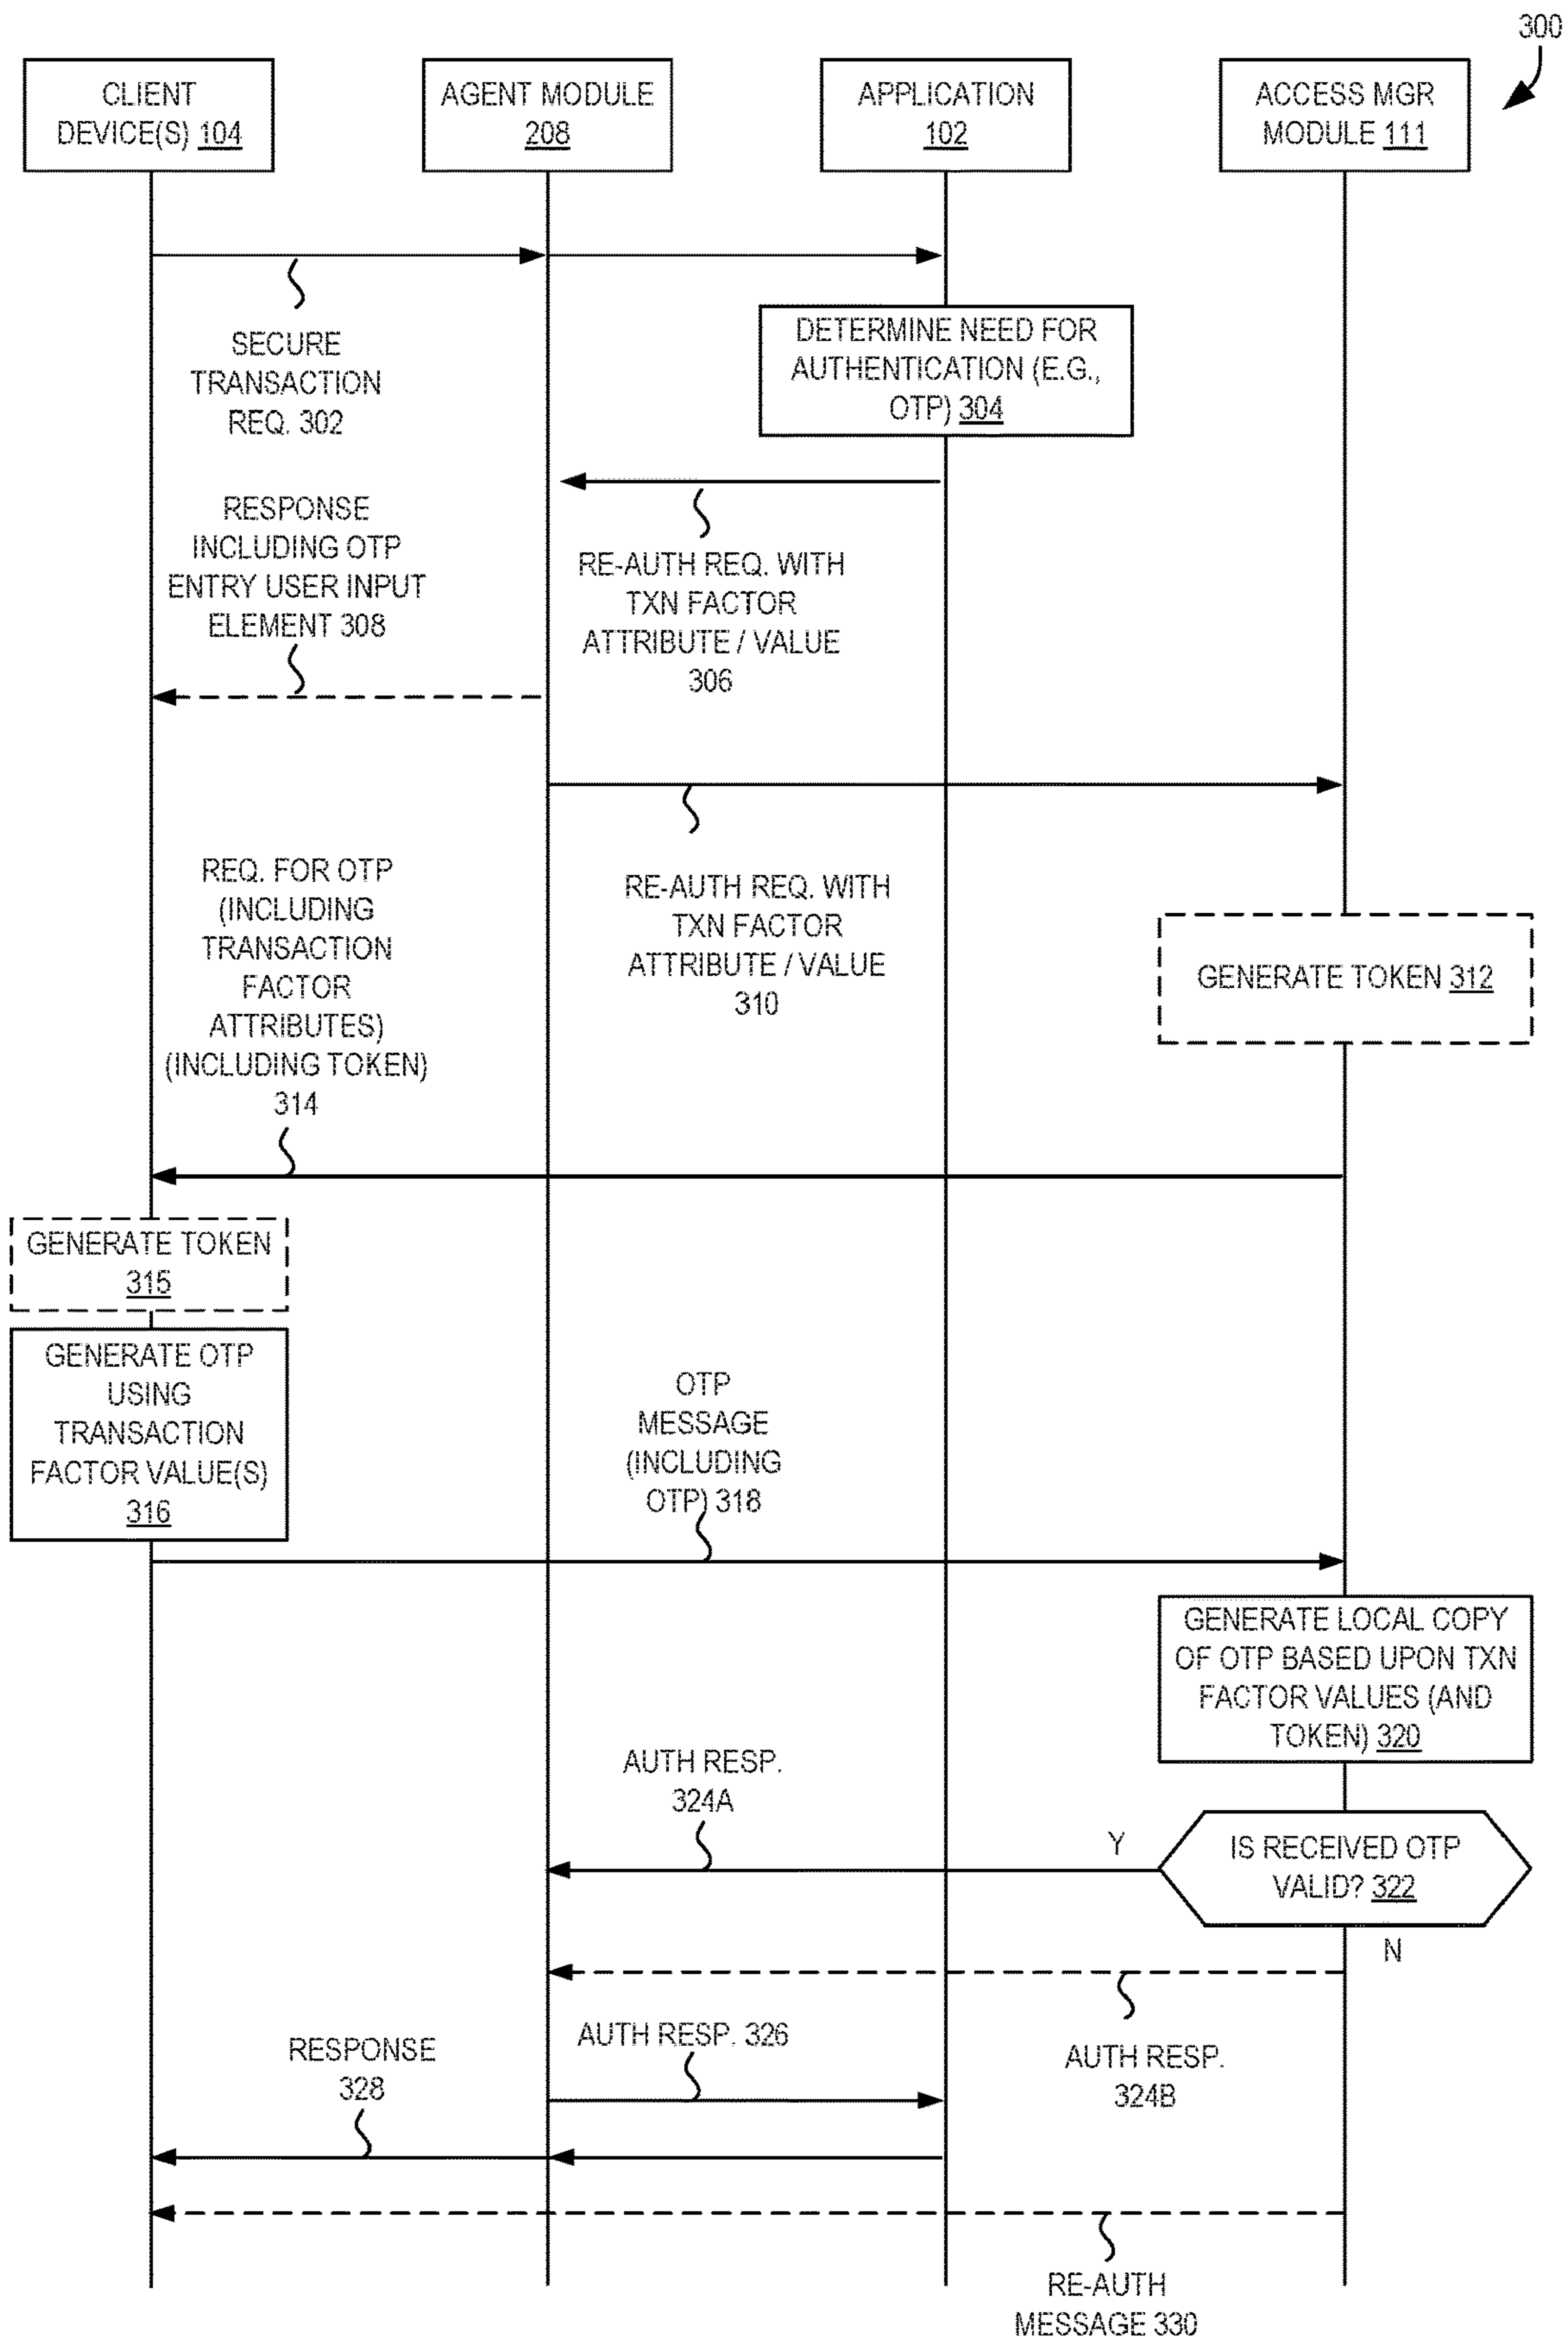 300
CLIENT
DEVICE(S) 104
AGENT MODULE
208
APPLICATION
102
ACCESS MGR
MODULE 111
SECURE
TRANSACTION
REQ. 302
DETERMINE NEED FOR
AUTHENTICATION (E.G.,
OTP) 304
RESPONSE
INCLUDING OTP
ENTRY USER INPUT
ELEMENT 308
RE-AUTH REQ. WITH
TXN FACTOR
ATTRIBUTE / VALUE
306
REQ. FOR OTP
(INCLUDING
TRANSACTION
FACTOR
ATTRIBUTES)
(INCLUDING TOKEN)
314
RE-AUTH REQ. WITH
TXN FACTOR
ATTRIBUTE / VALUE
310
GENERATE TOKEN 312
GENERATE TOKEN
315
GENERATE OTP
USING
TRANSACTION
FACTOR VALUE(S)
316
OTP
MESSAGE
(INCLUDING
OTP) 318
GENERATE LOCAL COPY
OF OTP BASED UPON TXN
FACTOR VALUES (AND
TOKEN) 320
AUTH RESP.
324A
Y
IS RECEIVED OTP
VALID? 322
N
AUTH RESP. 326
RESPONSE
328
AUTH RESP.
324B
RE-AUTH
MESSAGE 330